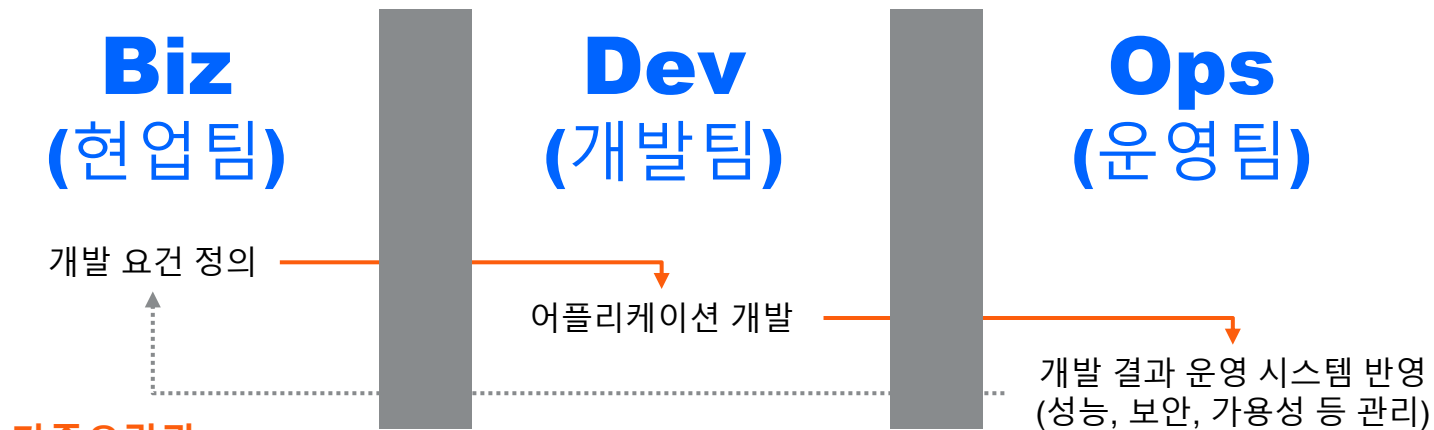 Biz
(현업팀)
Dev
(개발팀)
Ops
(운영팀)
개발 요건 정의
어플리케이션 개발
개발 결과 운영 시스템 반영
(성능, 보안, 가용성 등 관리)